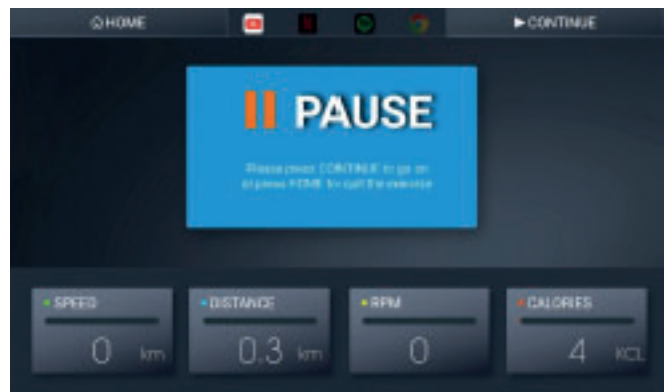 HOME
CONTINUE
PAUSE
Please press CONTINUE to go on
or press HOME for quit the exercise
SPEED
DISTANCE
RPM
CALORIES
0 km
0.3 km
0
4 KCL